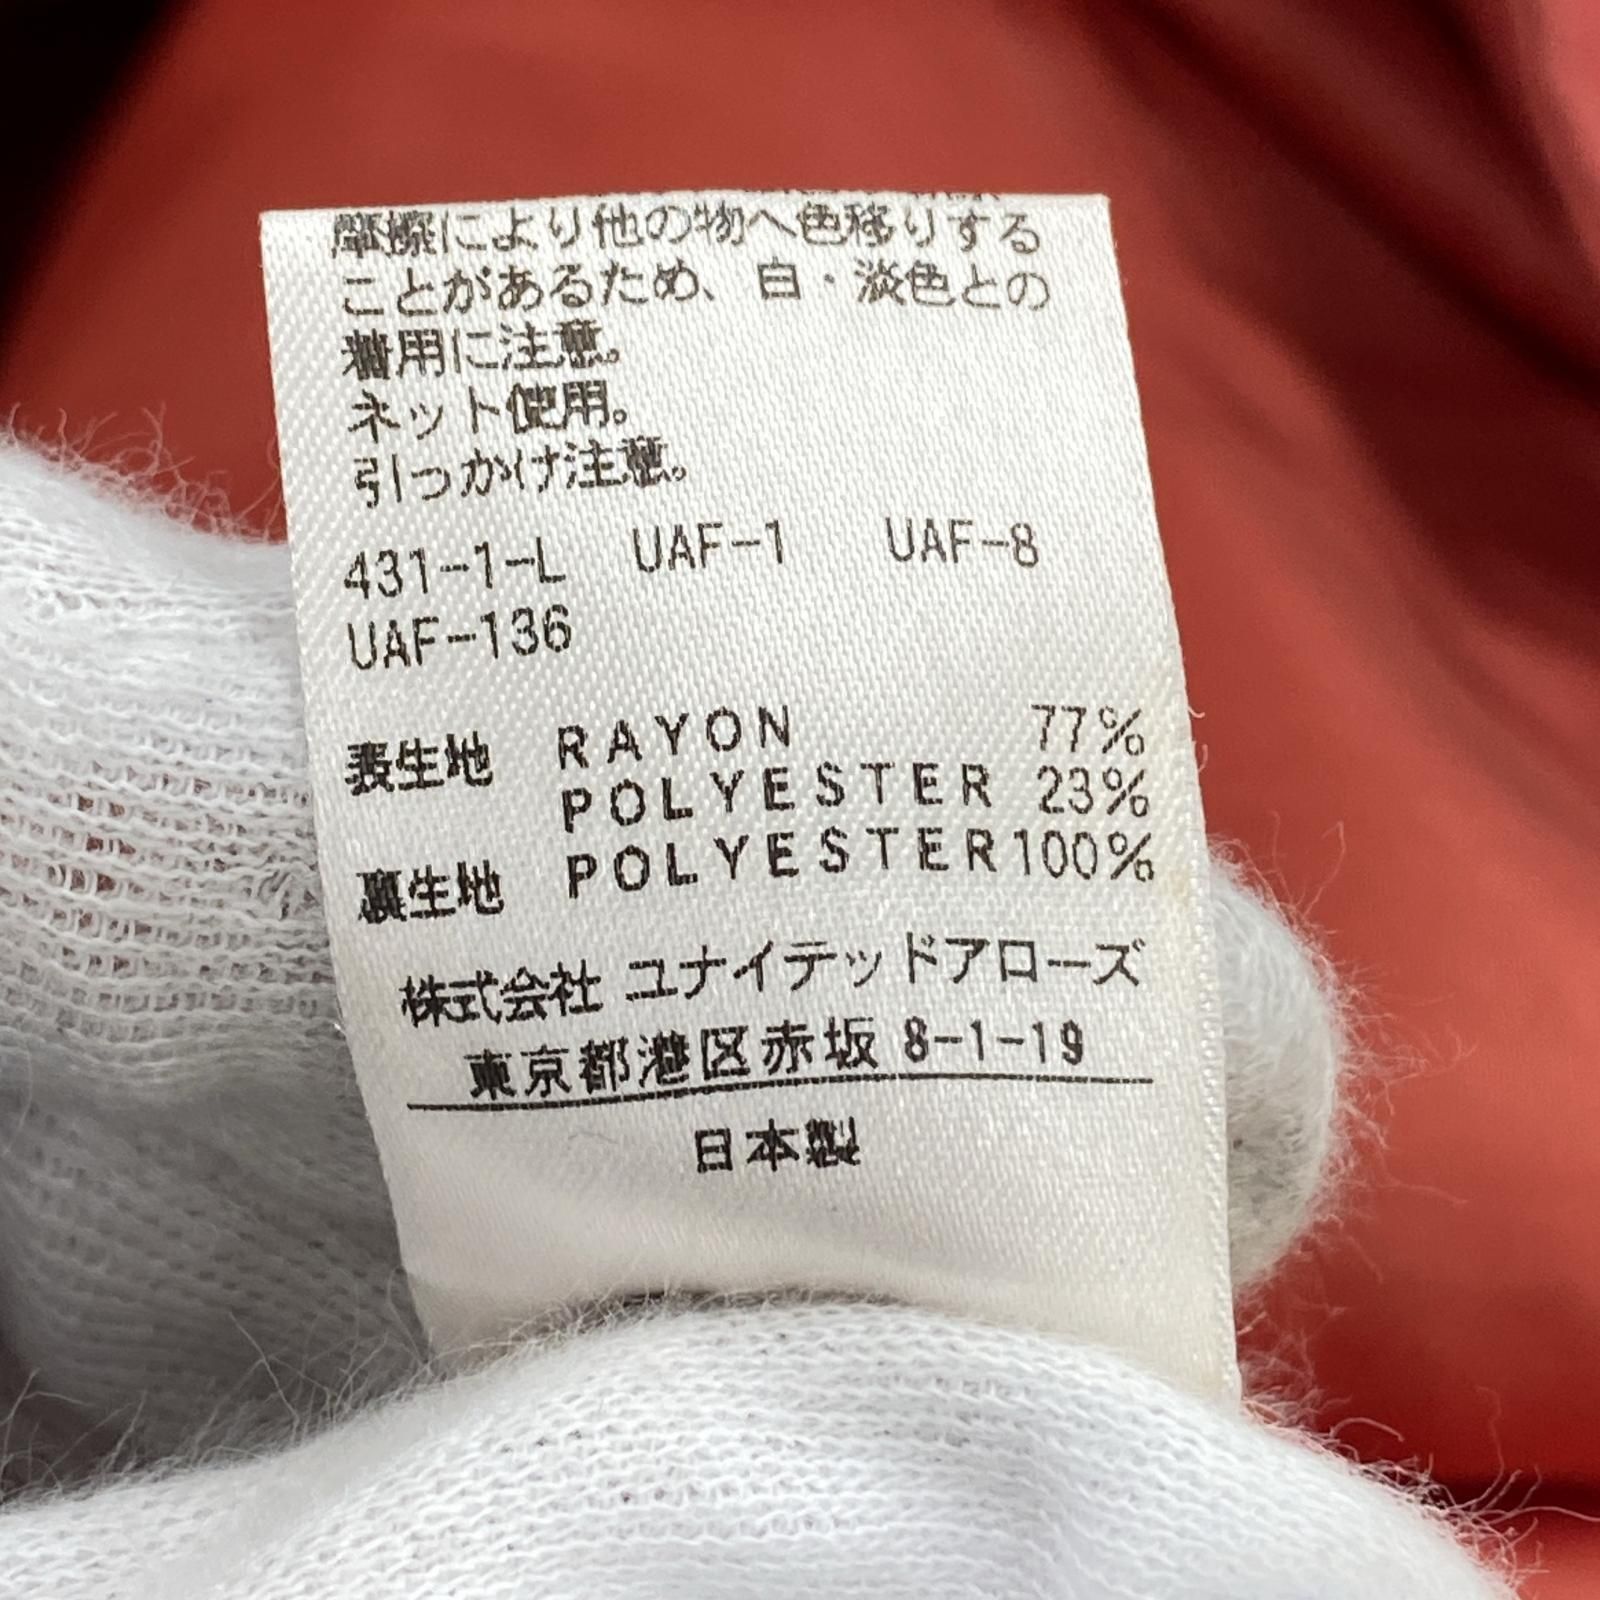 摩擦により他の物へ色移りする
ことがあるため、白・淡色との
着用に注意。
ネット使用。
引っかけ注意。
431-1-L UAF-1 UAF-8
UAF-136
表生地 RAYON 77%
POLYESTER 23%
裏生地 POLYESTER 100%
株式会社 ユナイテッドアローズ
東京都港区赤坂 8-1-19
日本製